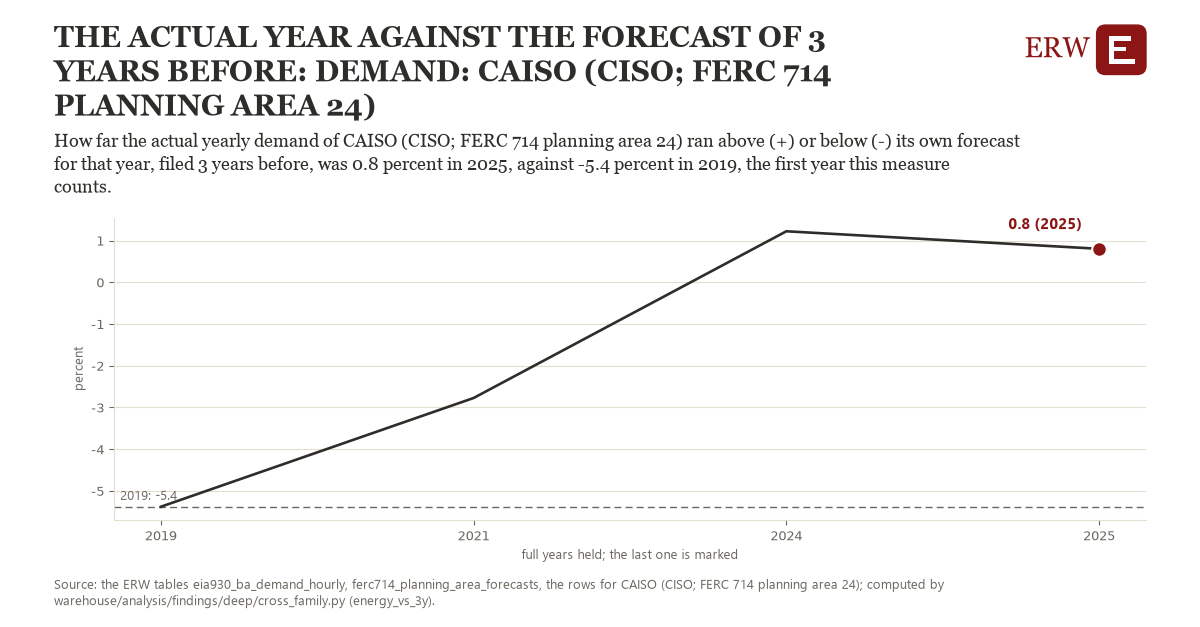 THE ACTUAL YEAR AGAINST THE FORECAST OF 3
YEARS BEFORE: DEMAND: CAISO (CISO; FERC 714
PLANNING AREA 24)
ERW E
How far the actual yearly demand of CAISO (CISO; FERC 714 planning area 24) ran above (+) or below (-) its own forecast
for that year, filed 3 years before, was 0.8 percent in 2025, against -5.4 percent in 2019, the first year this measure
counts.
0.8 (2025)
1
0
-1
-2
-3
-4
-5
percent
2019: -5.4
2019 2021 2024 2025
full years held; the last one is marked
Source: the ERW tables eia930_ba_demand_hourly, ferc714_planning_area_forecasts, the rows for CAISO (CISO; FERC 714 planning area 24); computed by
warehouse/analysis/findings/deep/cross_family.py (energy_vs_3y).